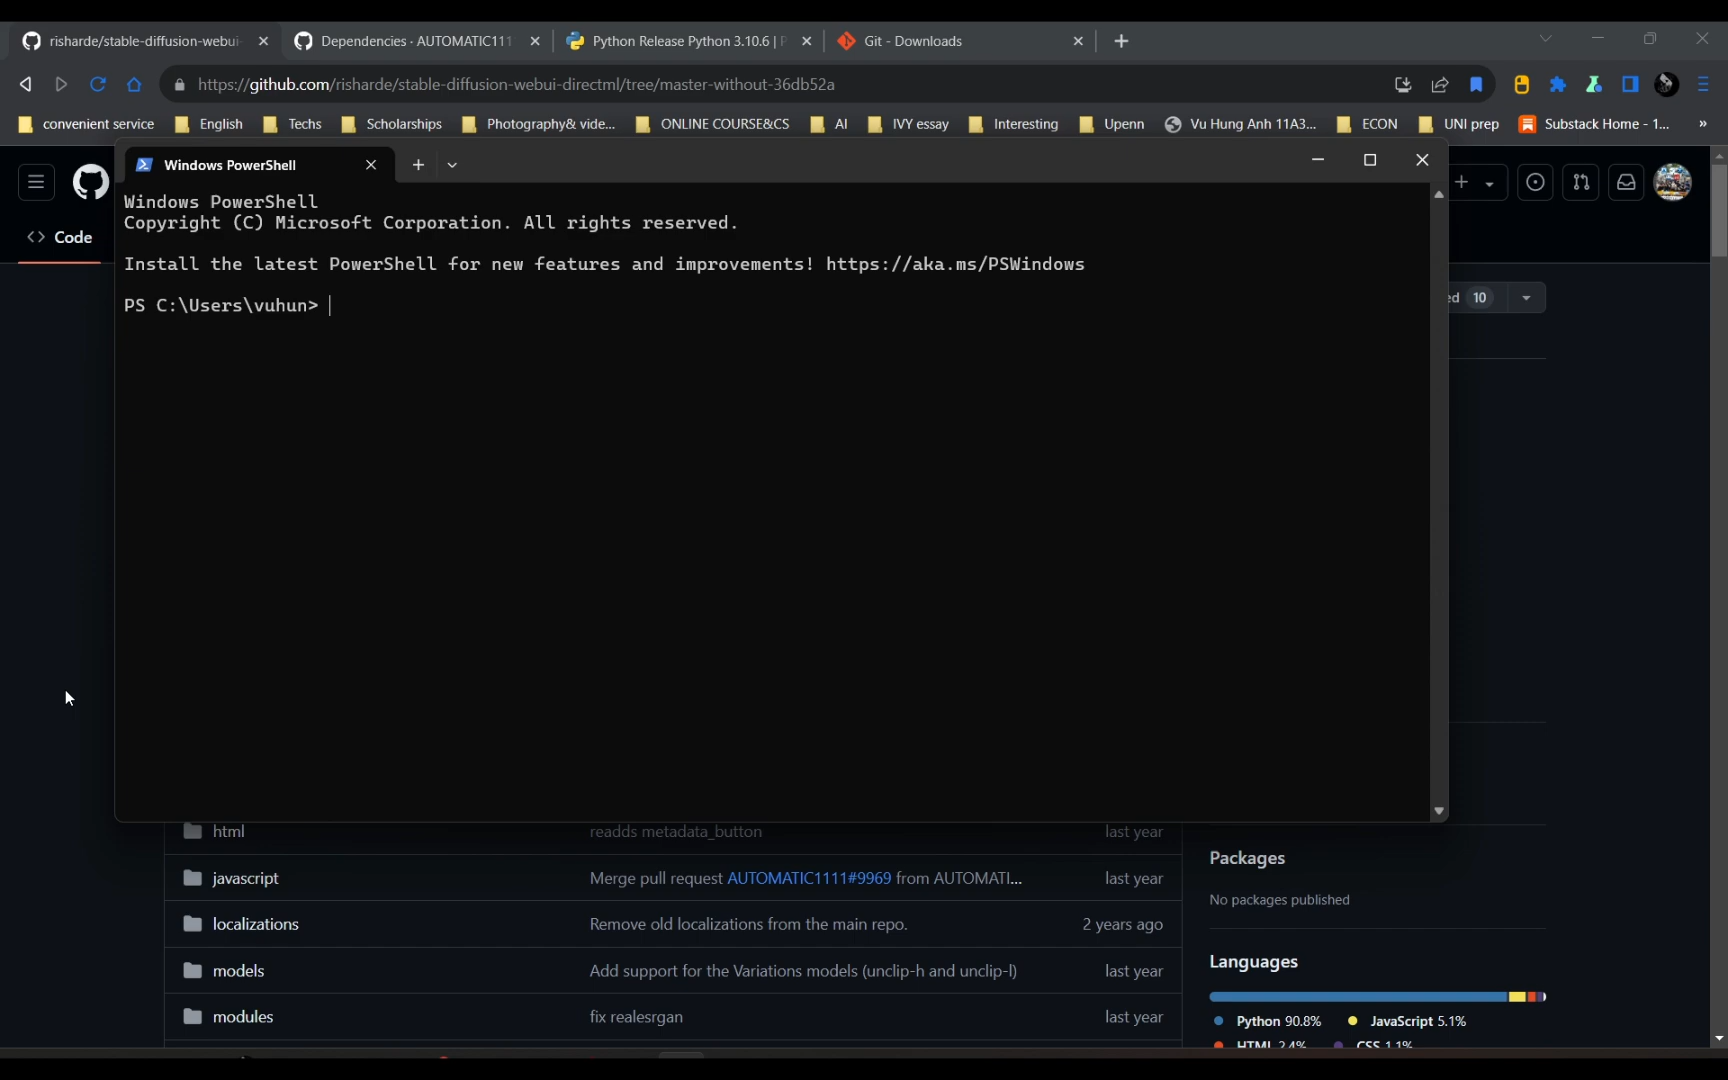 risharde/stable-diffusion-webui-
Dependencies · AUTOMATIC111
Python Release Python 3.10.6 | P
Git - Downloads
https://github.com/risharde/stable-diffusion-webui-directml/tree/master-without-36db52a
convenient service
English
Techs
Scholarships
Photography& vide...
ONLINE COURSE&CS
AI
IVY essay
Interesting
Upenn
Vu Hung Anh 11A3...
ECON
UNI prep
Substack Home - 1...
»
Windows PowerShell
Code
Windows PowerShell
Copyright (C) Microsoft Corporation. All rights reserved.
Install the latest PowerShell for new features and improvements! https://aka.ms/PSWindows
PS C:\Users\vuhun>
ed 10
html
readds metadata_button
last year
javascript
Merge pull request AUTOMATIC1111#9969 from AUTOMATI...
last year
localizations
Remove old localizations from the main repo.
2 years ago
models
Add support for the Variations models (unclip-h and unclip-l)
last year
modules
fix realesrgan
last year
Packages
No packages published
Languages
Python 90.8%
JavaScript 5.1%
HTML 2.4%
CSS 1.1%